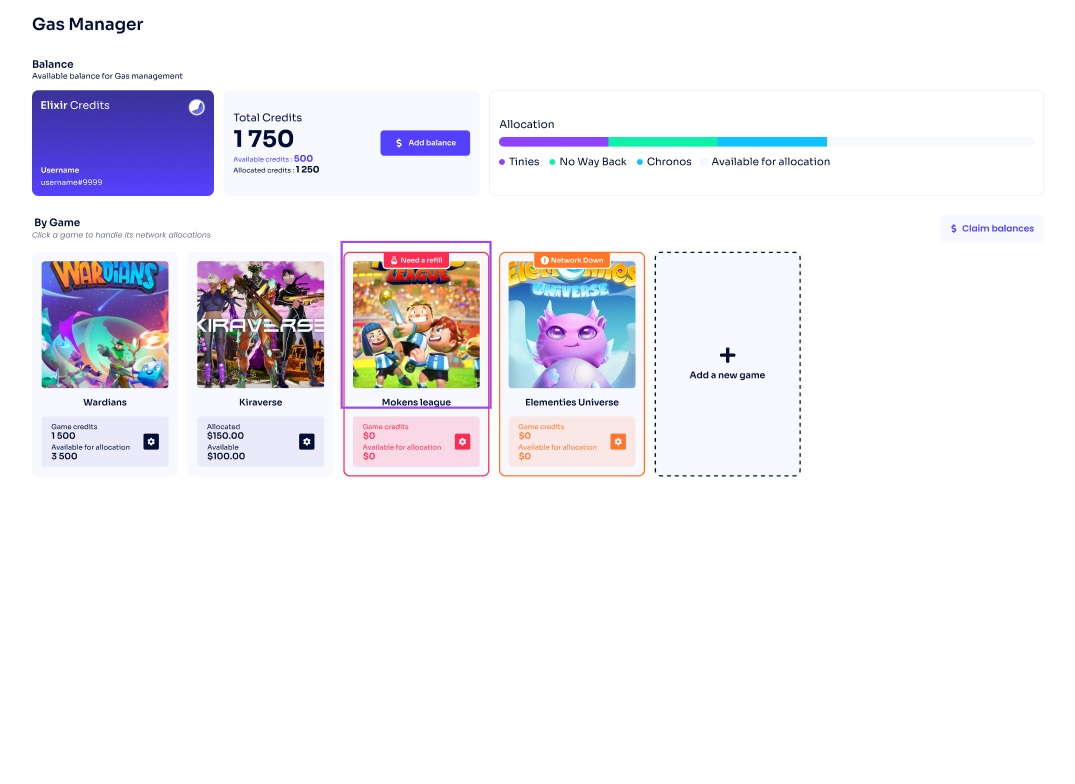 Gas Manager
Balance
Available balance for Gas management
Elixir Credits
Username
username#9999
Total Credits
1 750
Available credits : 500
Allocated credits : 1 250
$ Add balance
Allocation
Tinies No Way Back Chronos Available for allocation
By Game
Click a game to handle its network allocations
$ Claim balances
WARDIANS
Wardians
Game credits
1 500
Available for allocation
3 500
KIRAVERSE
Kiraverse
Allocated
$150.00
Available
$100.00
Need a refill
LEAGUE
Mokens league
Game credits
$0
Available for allocation
$0
Network Down
UNIVERSE
Elementies Universe
Game credits
$0
Available for allocation
$0
Add a new game